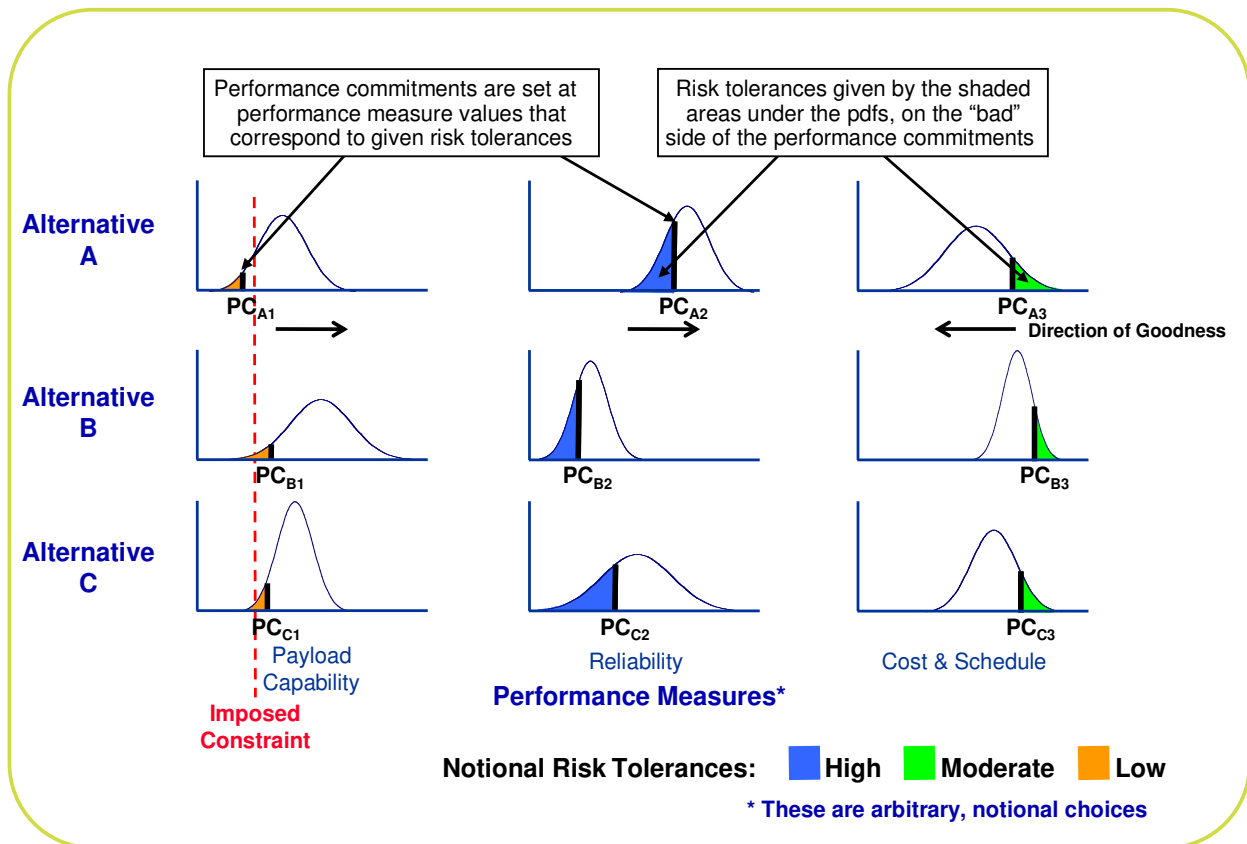 Performance commitments are set at
performance measure values that
correspond to given risk tolerances
Risk tolerances given by the shaded
areas under the pdfs, on the “bad”
side of the performance commitments
Alternative
A
PCA1
PCA2
PCA3
Direction of Goodness
Alternative
B
PCB1
PCB2
PCB3
Alternative
C
PCC1
PCC2
PCC3
Payload
Capability
Reliability
Cost & Schedule
Performance Measures*
Imposed
Constraint
Notional Risk Tolerances:
High
Moderate
Low
* These are arbitrary, notional choices